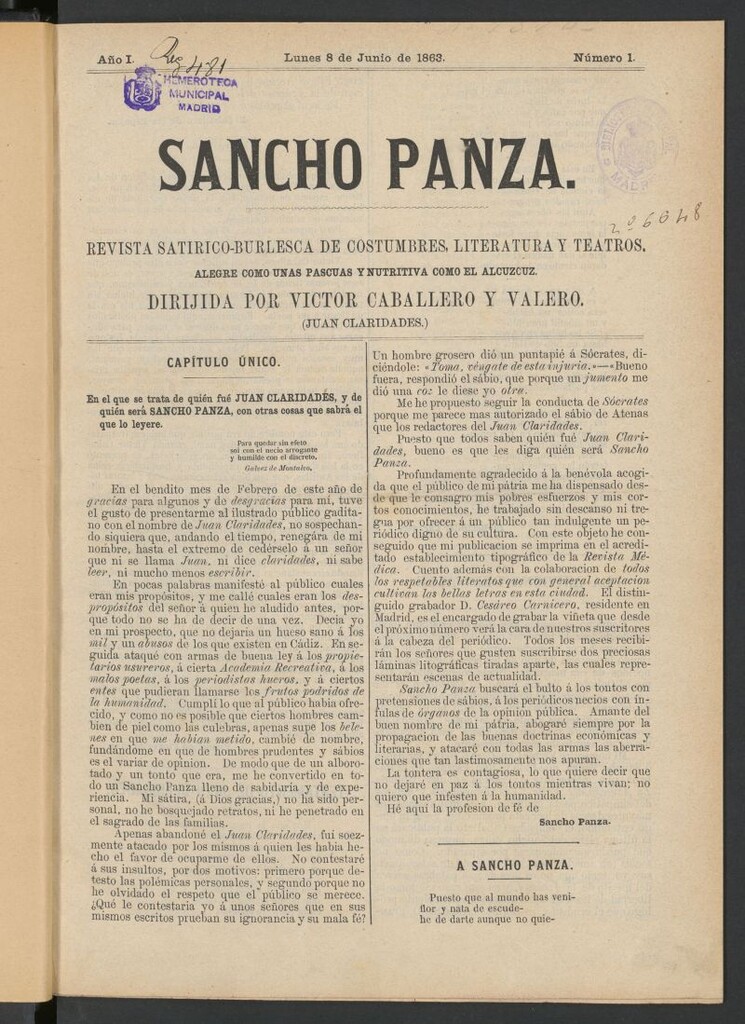 Año I.
Lunes 8 de Junio de 1863.
Número 1.
481
HEMEROTECA
MUNICIPAL
MADRID
SANCHO PANZA.
2º 6048
REVISTA SATIRICO-BURLESCA DE COSTUMBRES, LITERATURA Y TEATROS,
ALEGRE COMO UNAS PASCUAS Y NUTRITIVA COMO EL ALCUZCUZ.
DIRIJIDA POR VICTOR CABALLERO Y VALERO.
(JUAN CLARIDADES.)
CAPÍTULO ÚNICO.
En el que se trata de quién fué JUAN CLARIDADES, y de
quién será SANCHO PANZA, con otras cosas que sabrá el
que lo leyere.
Para quedar sin efeto
soi con el necio arrogante
y humilde con el discreto.
Galvez de Montalvo.
En el bendito mes de Febrero de este año de
gracias para algunos y de desgracias para mí, tuve
el gusto de presentarme al ilustrado público gadita-
no con el nombre de Juan Claridades, no sospechan-
do siquiera que, andando el tiempo, renegára de mi
nombre, hasta el extremo de cedérselo á un señor
que ni se llama Juan, ni dice claridades, ni sabe
leer, ni mucho menos escribir.
En pocas palabras manifesté al público cuales
eran mis propósitos, y me callé cuales eran los des-
propósitos del señor á quien he aludido antes, por-
que todo no se ha de decir de una vez. Decia yo
en mi prospecto, que no dejaria un hueso sano á los
mil y un abusos de los que existen en Cádiz. En se-
guida ataqué con armas de buena ley á los propie-
tarios usureros, á cierta Academia Recreativa, á los
malos poetas, á los periodistas hueros, y á ciertos
entes que pudieran llamarse los frutos podridos de
la humanidad. Cumplí lo que al público habia ofre-
cido, y como no es posible que ciertos hombres cam-
bien de piel como las culebras, apenas supe los bele-
nes en que me habian metido, cambié de nombre,
fundándome en que de hombres prudentes y sábios
es el variar de opinion. De modo que de un alboro-
tado y un tonto que era, me he convertido en to-
do un Sancho Panza lleno de sabiduría y de ex-
periencia. Mi sátira, (á Dios gracias,) no ha sido per-
sonal, no he bosquejado retratos, ni he penetrado en
el sagrado de las familias.
Apenas abandoné el Juan Claridades, fuí soez-
mente atacado por los mismos á quien les habia he-
cho el favor de ocuparme de ellos. No contestaré
á sus insultos, por dos motivos: primero porque de-
testo las polémicas personales, y segundo porque no
he olvidado el respeto que el público se merece.
¿Qué le contestaria yo á unos señores que en sus
mismos escritos prueban su ignorancia y su mala fé?
Un hombre grosero dió un puntapié á Sócrates, di-
ciéndole: «Toma, véngate de esta injuria.»—«Bueno
fuera, respondió el sábio, que porque un jumento me
dió una coz le diese yo otra.
Me he propuesto seguir la conducta de Sócrates
porque me parece mas autorizado el sábio de Atenas
que los redactores del Juan Claridades.
Puesto que todos saben quién fué Juan Clari-
dades, bueno es que les diga quién será Sancho
Panza.
Profundamente agradecido á la benévola acogi-
da que el público de mi pátria me ha dispensado des-
de que le consagro mis pobres esfuerzos y mis cor-
tos conocimientos, he trabajado sin descanso ni tre-
gua por ofrecer á un público tan indulgente un pe-
riódico digno de su cultura. Con este objeto he con-
seguido que mi publicacion se imprima en el acredi-
tado establecimiento tipográfico de la Revista Mé-
dica. Cuento además con la colaboracion de todos
los respetables literatos que con general aceptacion
cultivan las bellas letras en esta ciudad. El distin-
guido grabador D. Cesáreo Carnicero, residente en
Madrid, es el encargado de grabar la viñeta que desde
el próximo número verá la cara de nuestros suscritores
á la cabeza del periódico. Todos los meses recibi-
rán los señores que gusten suscribirse dos preciosas
láminas litográficas tiradas aparte, las cuales repre-
sentarán escenas de actualidad.
Sancho Panza buscará el bulto á los tontos con
pretensiones de sábios, á los periódicos necios con ín-
fulas de órganos de la opinion pública. Amante del
buen nombre de mi pátria, abogaré siempre por la
propagacion de las buenas doctrinas económicas y
literarias, y atacaré con todas las armas las aberra-
ciones que tan lastimosamente nos apuran.
La tontera es contagiosa, lo que quiere decir que
no dejaré en paz á los tontos mientras vivan; no
quiero que infesten á la humanidad.
Hé aquí la profesion de fé de
Sancho Panza.
A SANCHO PANZA.
Puesto que al mundo has veni-
flor y nata de escude-
he de darte aunque no quie-